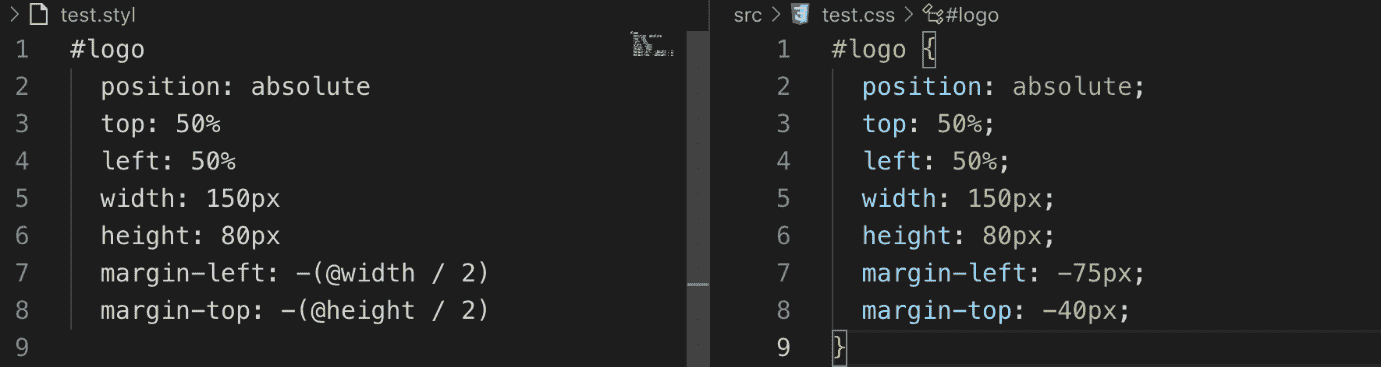 test.styl
1 #logo
2 position: absolute
3 top: 50%
4 left: 50%
5 width: 150px
6 height: 80px
7 margin-left: -(@width / 2)
8 margin-top: -(@height / 2)
9
src > test.css > #logo
1 #logo {
2 position: absolute;
3 top: 50%;
4 left: 50%;
5 width: 150px;
6 height: 80px;
7 margin-left: -75px;
8 margin-top: -40px;
9 }